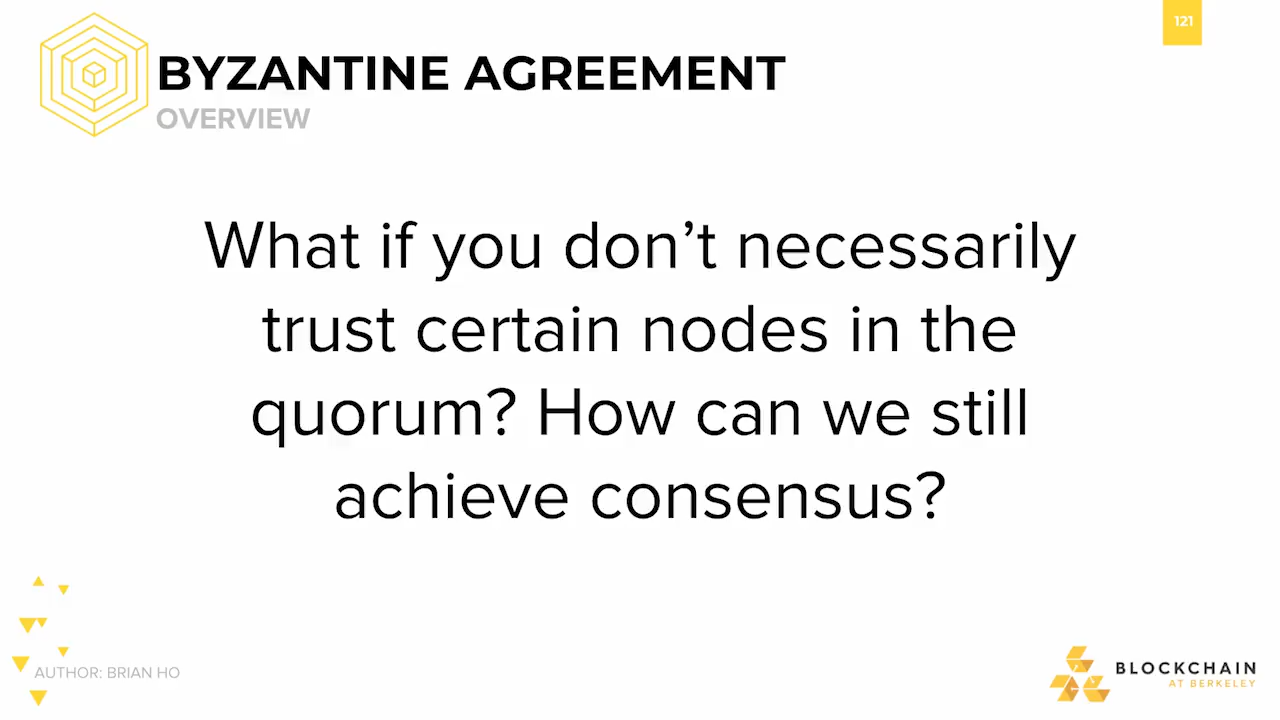 121
BYZANTINE AGREEMENT
OVERVIEW
What if you don’t necessarily
trust certain nodes in the
quorum? How can we still
achieve consensus?
AUTHOR: BRIAN HO
BLOCKCHAIN
AT BERKELEY